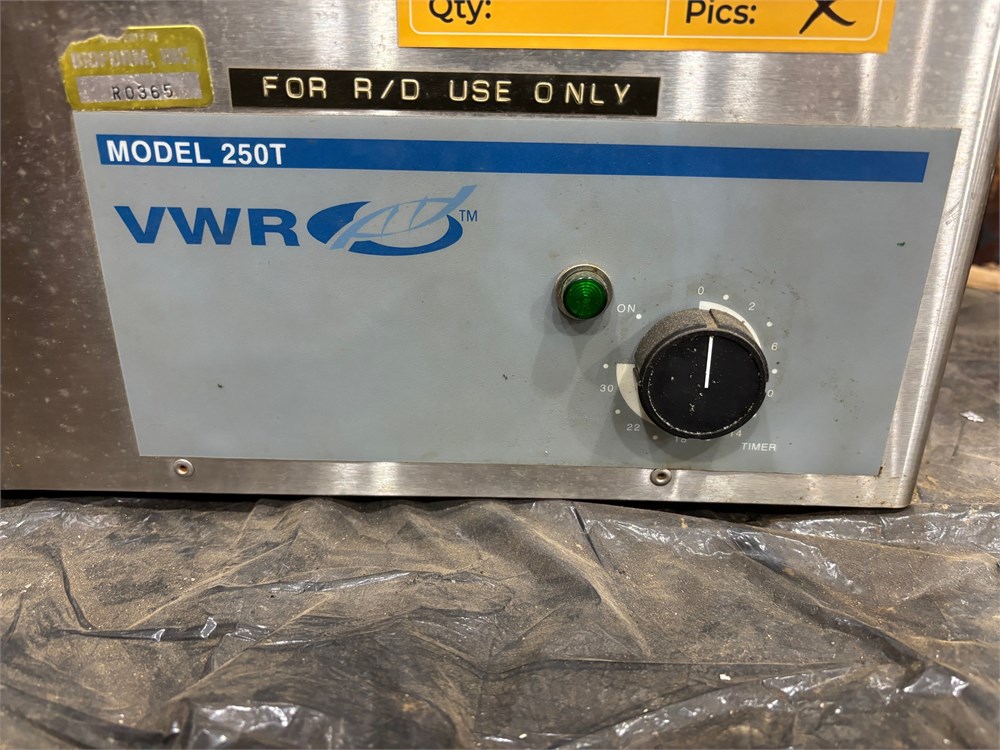 Qty:
Pics: X
R0365
FOR R/D USE ONLY
MODEL 250T
VWR TM
ON
0
2
6
14
22
30
TIMER